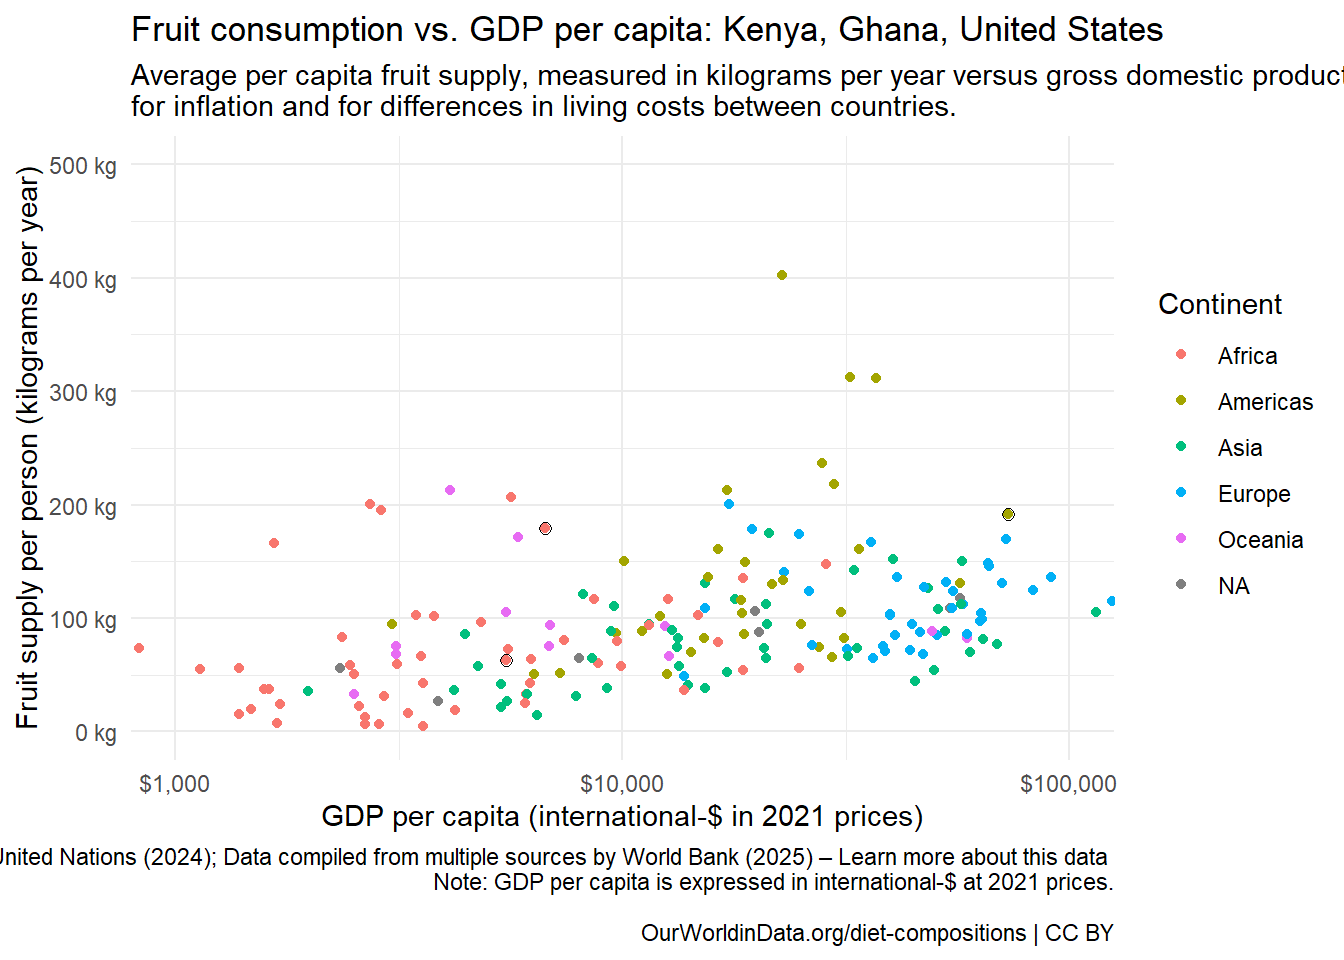 Fruit consumption vs. GDP per capita: Kenya, Ghana, United States
Average per capita fruit supply, measured in kilograms per year versus gross domestic product
for inflation and for differences in living costs between countries.
Fruit supply per person (kilograms per year)
500 kg
400 kg
300 kg
200 kg
100 kg
0 kg
$1,000
$10,000
$100,000
GDP per capita (international-$ in 2021 prices)
Continent
Africa
Americas
Asia
Europe
Oceania
NA
United Nations (2024); Data compiled from multiple sources by World Bank (2025) – Learn more about this data
Note: GDP per capita is expressed in international-$ at 2021 prices.
OurWorldinData.org/diet-compositions | CC BY